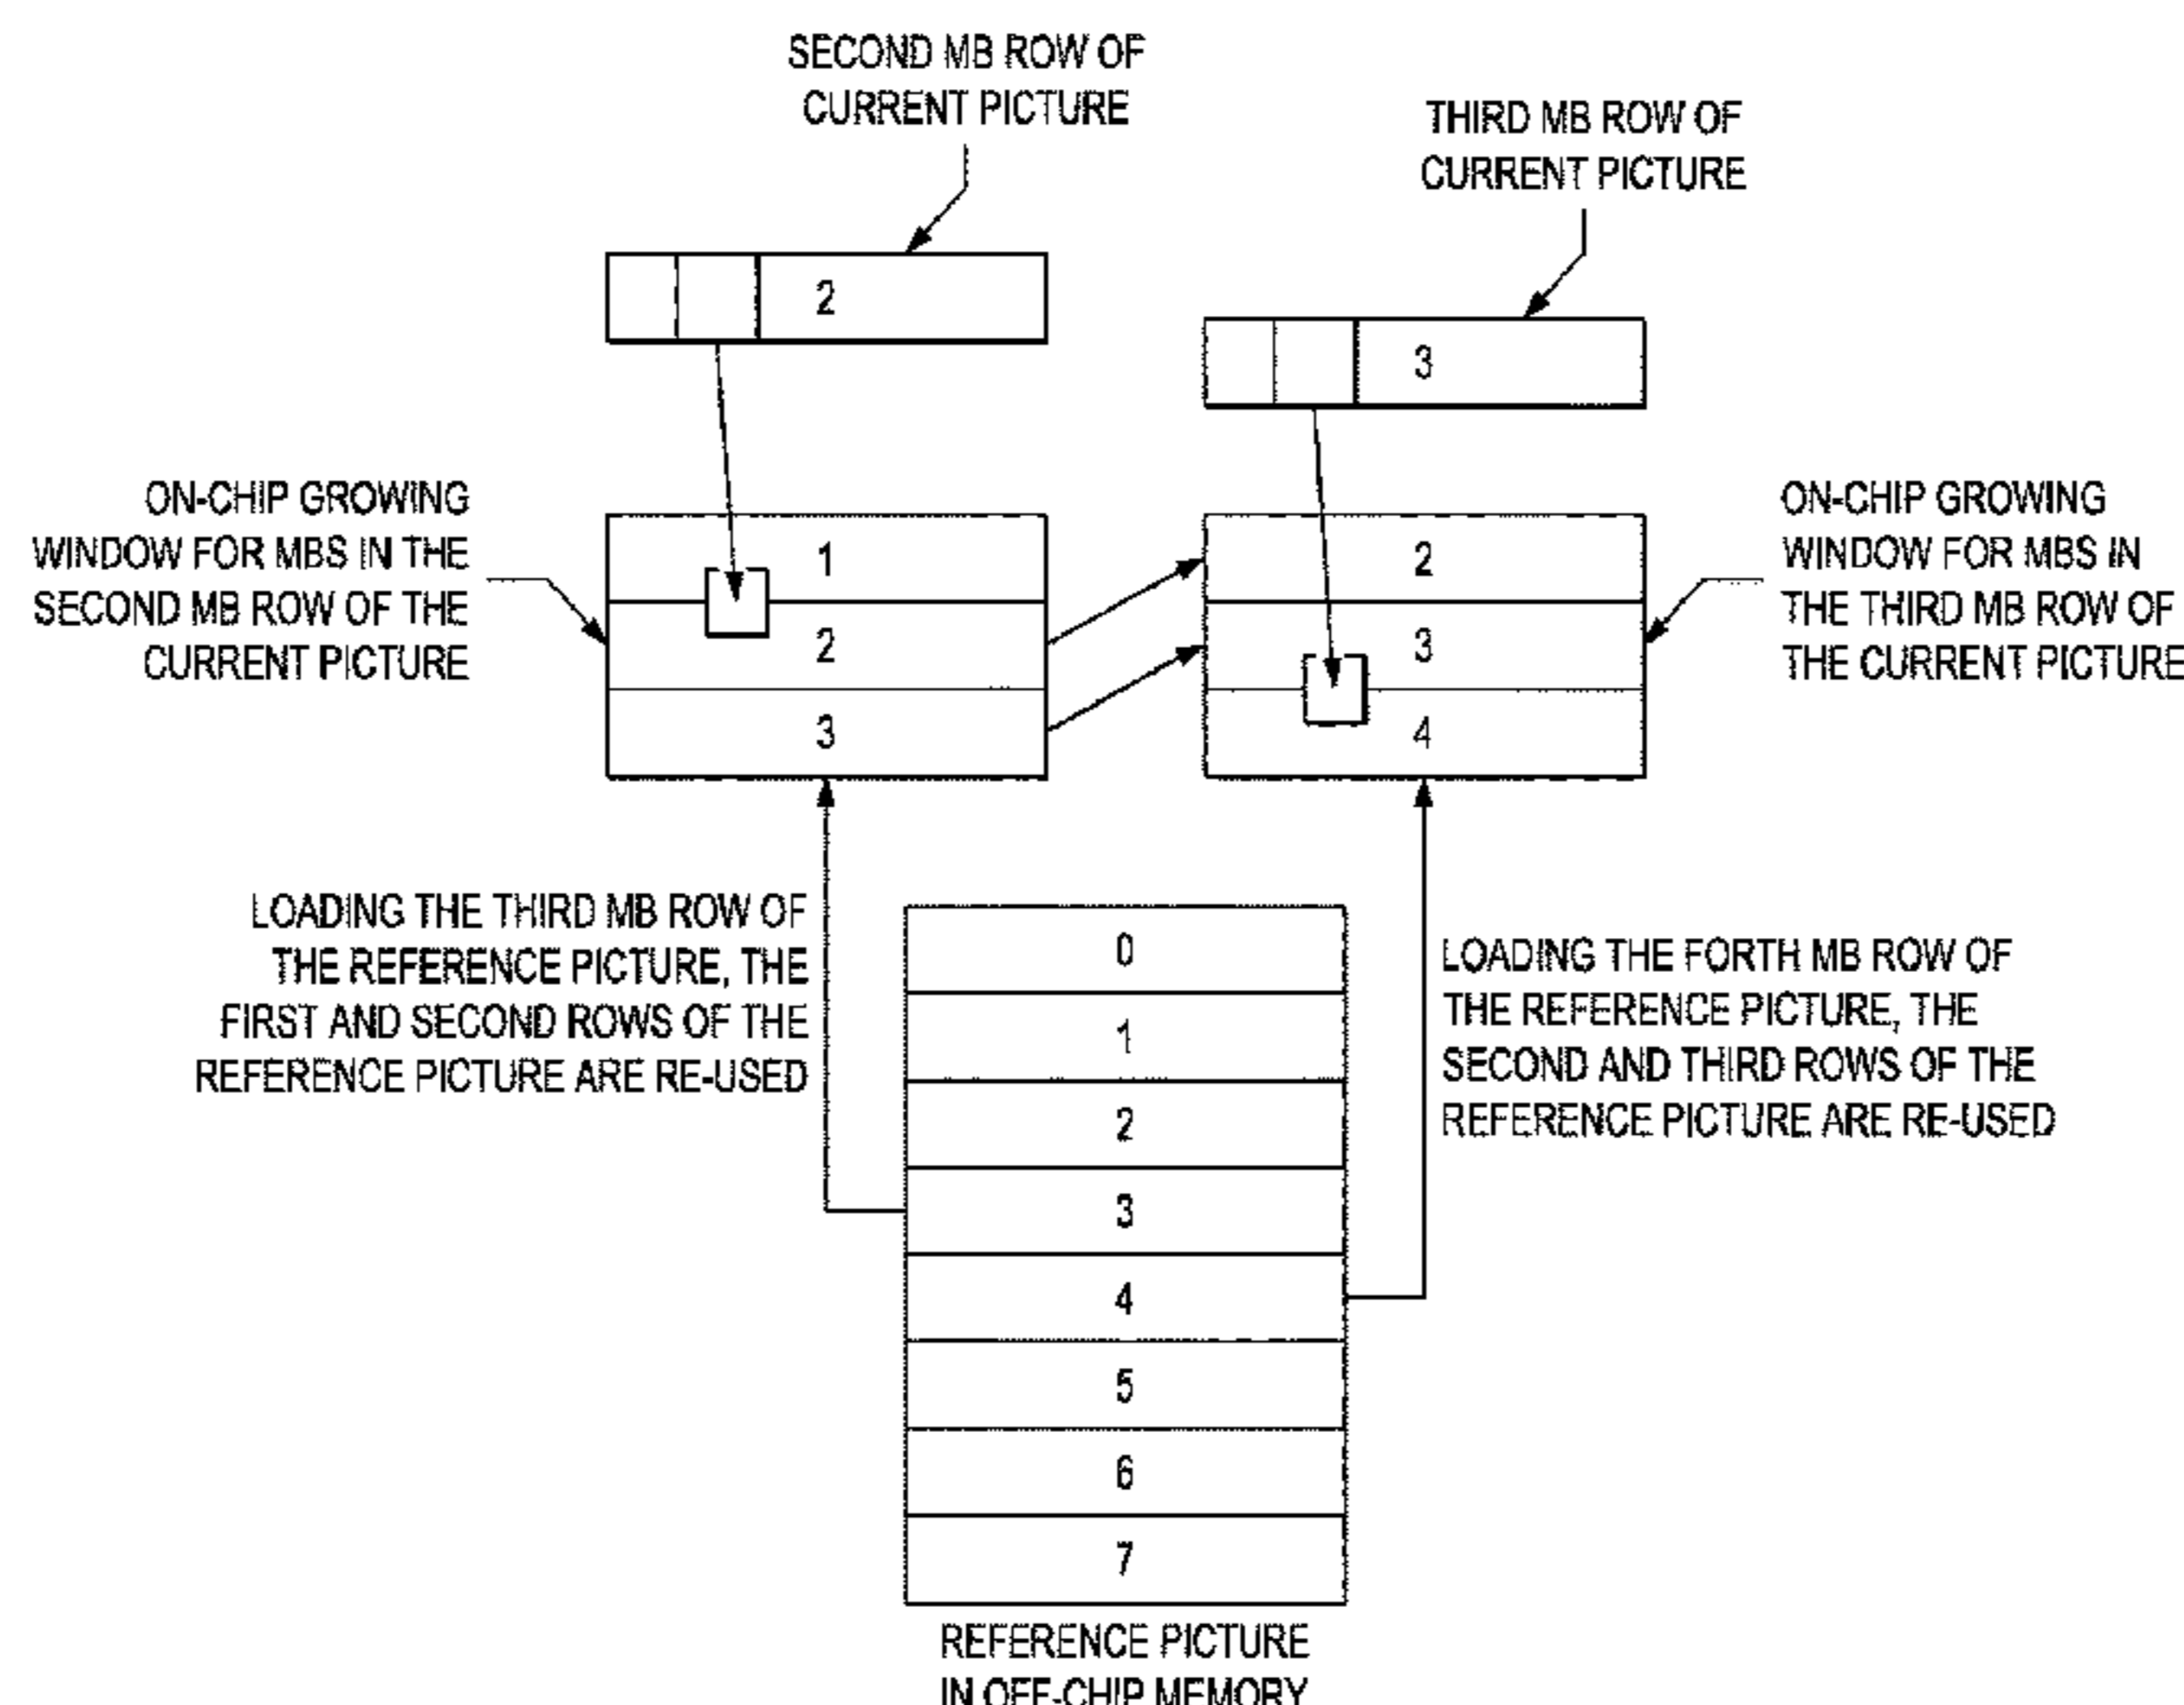 SECOND MB ROW OF
CURRENT PICTURE
THIRD MB ROW OF
CURRENT PICTURE
2
3
ON-CHIP GROWING
WINDOW FOR MBS IN THE
SECOND MB ROW OF THE
CURRENT PICTURE
1
2
3
2
3
4
ON-CHIP GROWING
WINDOW FOR MBS IN
THE THIRD MB ROW OF
THE CURRENT PICTURE
LOADING THE THIRD MB ROW OF
THE REFERENCE PICTURE, THE
FIRST AND SECOND ROWS OF THE
REFERENCE PICTURE ARE RE-USED
0
1
2
3
4
5
6
7
LOADING THE FORTH MB ROW OF
THE REFERENCE PICTURE, THE
SECOND AND THIRD ROWS OF THE
REFERENCE PICTURE ARE RE-USED
REFERENCE PICTURE
IN OFF-CHIP MEMORY